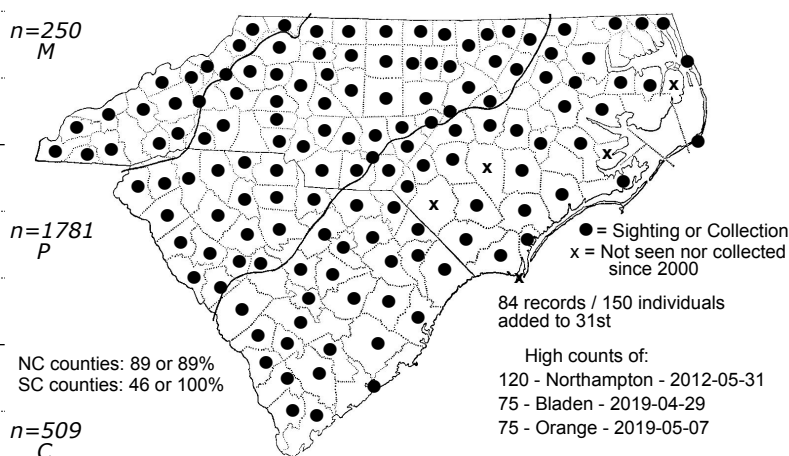 n=250
M
n=1781
P
n=509
C
NC counties: 89 or 89%
SC counties: 46 or 100%
x
x
x
x
x
● = Sighting or Collection
x = Not seen nor collected
since 2000
84 records / 150 individuals
added to 31st
High counts of:
120 - Northampton - 2012-05-31
75 - Bladen - 2019-04-29
75 - Orange - 2019-05-07